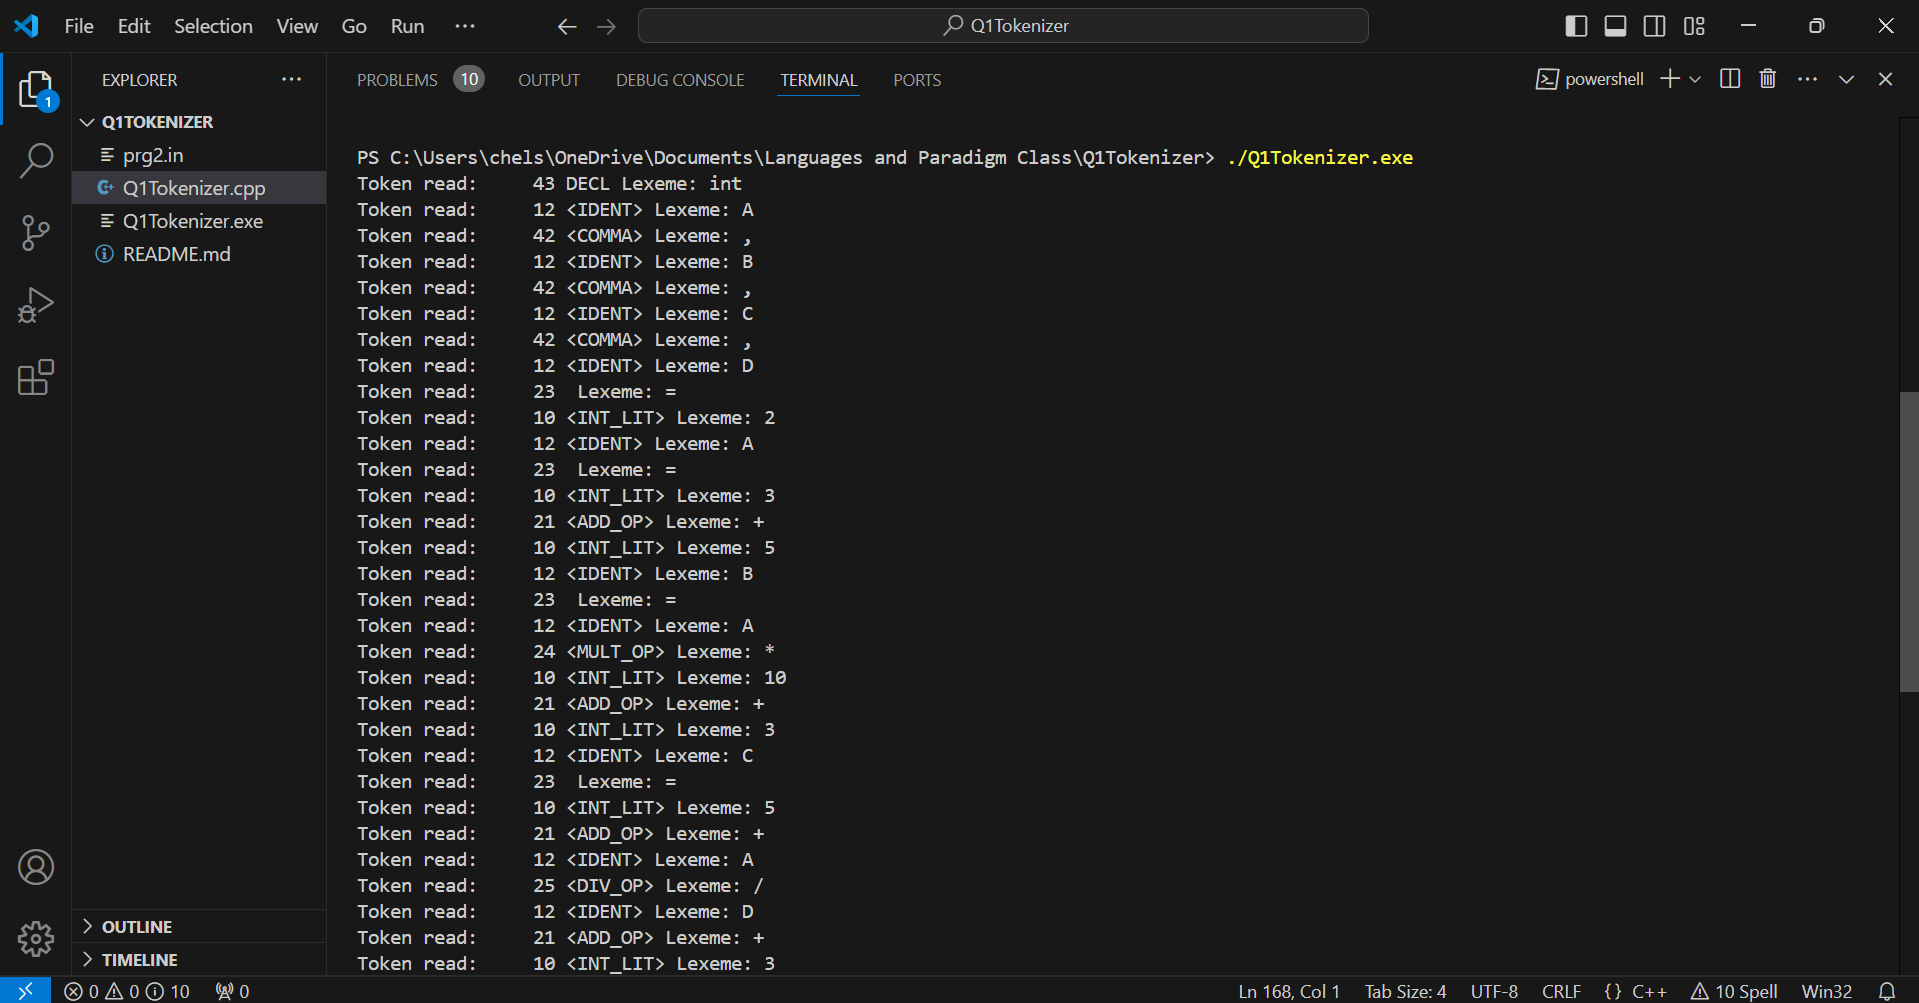 File Edit Selection View Go Run ··· Q1Tokenizer
EXPLORER ···
1
Q1TOKENIZER
prg2.in
Q1Tokenizer.cpp
Q1Tokenizer.exe
README.md
OUTLINE
TIMELINE
PROBLEMS 10 OUTPUT DEBUG CONSOLE TERMINAL PORTS powershell
PS C:\Users\chels\OneDrive\Documents\Languages and Paradigm Class\Q1Tokenizer> ./Q1Tokenizer.exe
Token read: 43 DECL Lexeme: int
Token read: 12 <IDENT> Lexeme: A
Token read: 42 <COMMA> Lexeme: ,
Token read: 12 <IDENT> Lexeme: B
Token read: 42 <COMMA> Lexeme: ,
Token read: 12 <IDENT> Lexeme: C
Token read: 42 <COMMA> Lexeme: ,
Token read: 12 <IDENT> Lexeme: D
Token read: 23  Lexeme: =
Token read: 10 <INT_LIT> Lexeme: 2
Token read: 12 <IDENT> Lexeme: A
Token read: 23  Lexeme: =
Token read: 10 <INT_LIT> Lexeme: 3
Token read: 21 <ADD_OP> Lexeme: +
Token read: 10 <INT_LIT> Lexeme: 5
Token read: 12 <IDENT> Lexeme: B
Token read: 23  Lexeme: =
Token read: 12 <IDENT> Lexeme: A
Token read: 24 <MULT_OP> Lexeme: *
Token read: 10 <INT_LIT> Lexeme: 10
Token read: 21 <ADD_OP> Lexeme: +
Token read: 10 <INT_LIT> Lexeme: 3
Token read: 12 <IDENT> Lexeme: C
Token read: 23  Lexeme: =
Token read: 10 <INT_LIT> Lexeme: 5
Token read: 21 <ADD_OP> Lexeme: +
Token read: 12 <IDENT> Lexeme: A
Token read: 25 <DIV_OP> Lexeme: /
Token read: 12 <IDENT> Lexeme: D
Token read: 21 <ADD_OP> Lexeme: +
Token read: 10 <INT_LIT> Lexeme: 3
0 0 10 0 Ln 168, Col 1 Tab Size: 4 UTF-8 CRLF {} C++ 10 Spell Win32